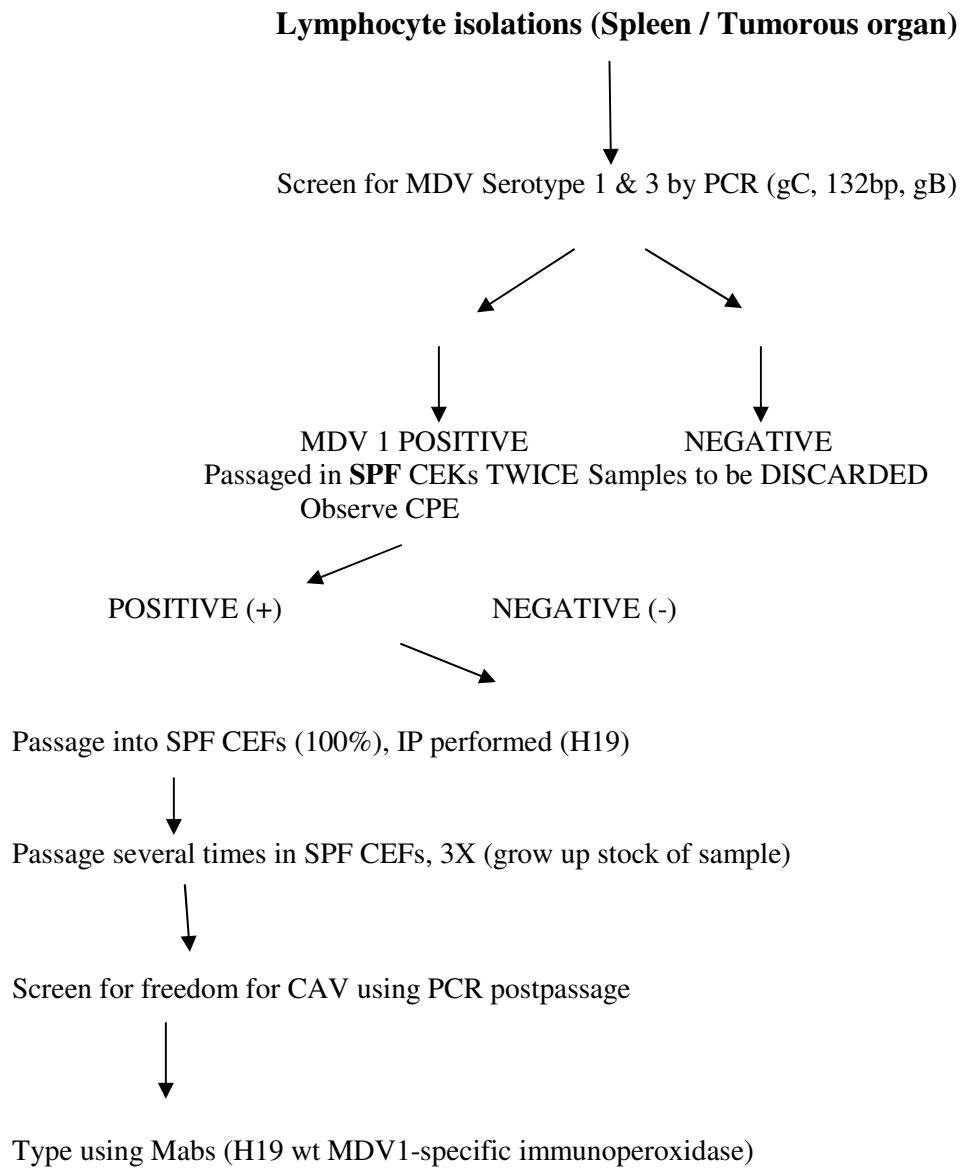 Lymphocyte isolations (Spleen / Tumorous organ)
Screen for MDV Serotype 1 & 3 by PCR (gC, 132bp, gB)
MDV 1 POSITIVE NEGATIVE
Passaged in SPF CEKs TWICE Samples to be DISCARDED
Observe CPE
POSITIVE (+) NEGATIVE (-)
Passage into SPF CEFs (100%), IP performed (H19)
Passage several times in SPF CEFs, 3X (grow up stock of sample)
Screen for freedom for CAV using PCR postpassage
Type using Mabs (H19 wt MDV1-specific immunoperoxidase)